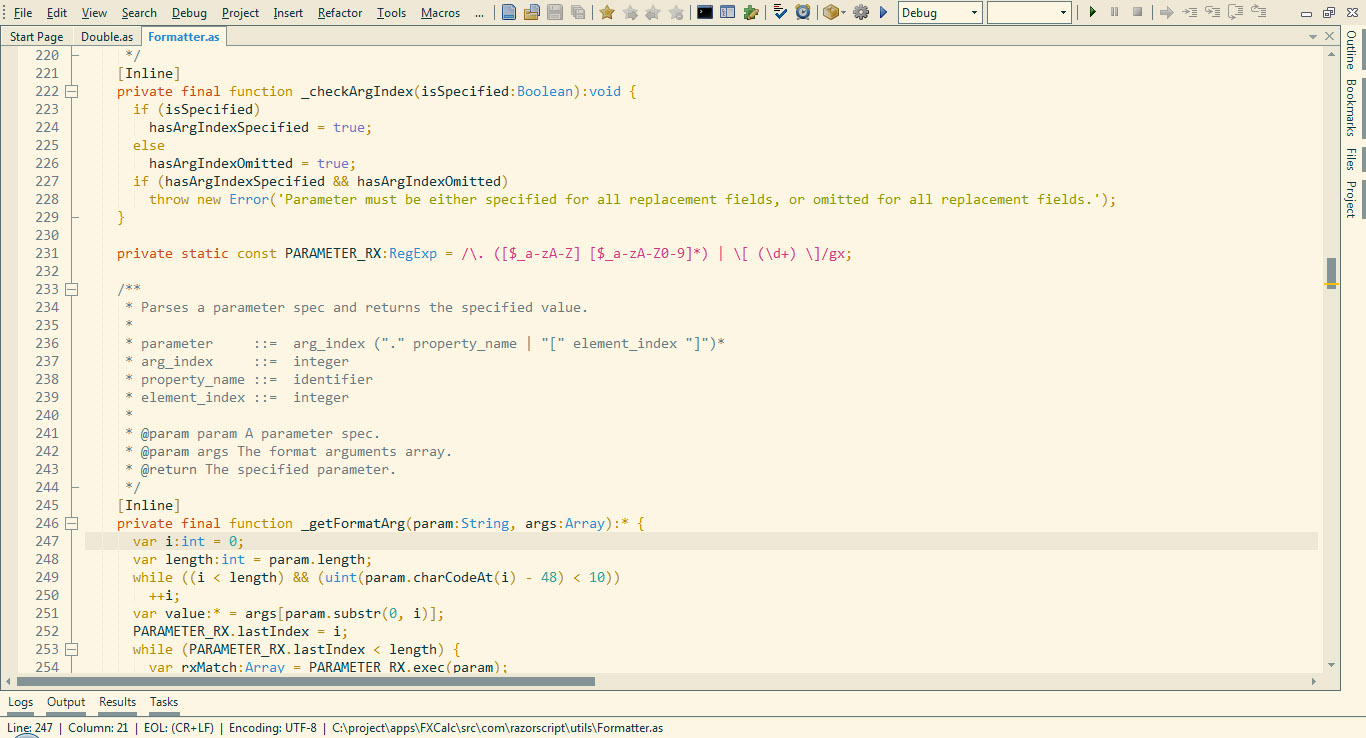 File Edit View Search Debug Project Insert Refactor Tools Macros ... Debug
Start Page Double.as Formatter.as
220 */
221 [Inline]
222 private final function _checkArgIndex(isSpecified:Boolean):void {
223 if (isSpecified)
224 hasArgIndexSpecified = true;
225 else
226 hasArgIndexOmitted = true;
227 if (hasArgIndexSpecified && hasArgIndexOmitted)
228 throw new Error('Parameter must be either specified for all replacement fields, or omitted for all replacement fields.');
229 }
230
231 private static const PARAMETER_RX:RegExp = /\. ([$_a-zA-Z] [$_a-zA-Z0-9]*) | \[ (\d+) \]/gx;
232
233 /**
234 * Parses a parameter spec and returns the specified value.
235 *
236 * parameter ::= arg_index ("." property_name | "[" element_index "]")*
237 * arg_index ::= integer
238 * property_name ::= identifier
239 * element_index ::= integer
240 *
241 * @param param A parameter spec.
242 * @param args The format arguments array.
243 * @return The specified parameter.
244 */
245 [Inline]
246 private final function _getFormatArg(param:String, args:Array):* {
247 var i:int = 0;
248 var length:int = param.length;
249 while ((i < length) && (uint(param.charCodeAt(i) - 48) < 10))
250 ++i;
251 var value:* = args[param.substr(0, i)];
252 PARAMETER_RX.lastIndex = i;
253 while (PARAMETER_RX.lastIndex < length) {
254 var rxMatch:Array = PARAMETER_RX.exec(param);
Outline
Bookmarks
Files
Project
Logs Output Results Tasks
Line: 247 | Column: 21 | EOL: (CR+LF) | Encoding: UTF-8 | C:\project\apps\FXCalc\src\com\razorscript\utils\Formatter.as